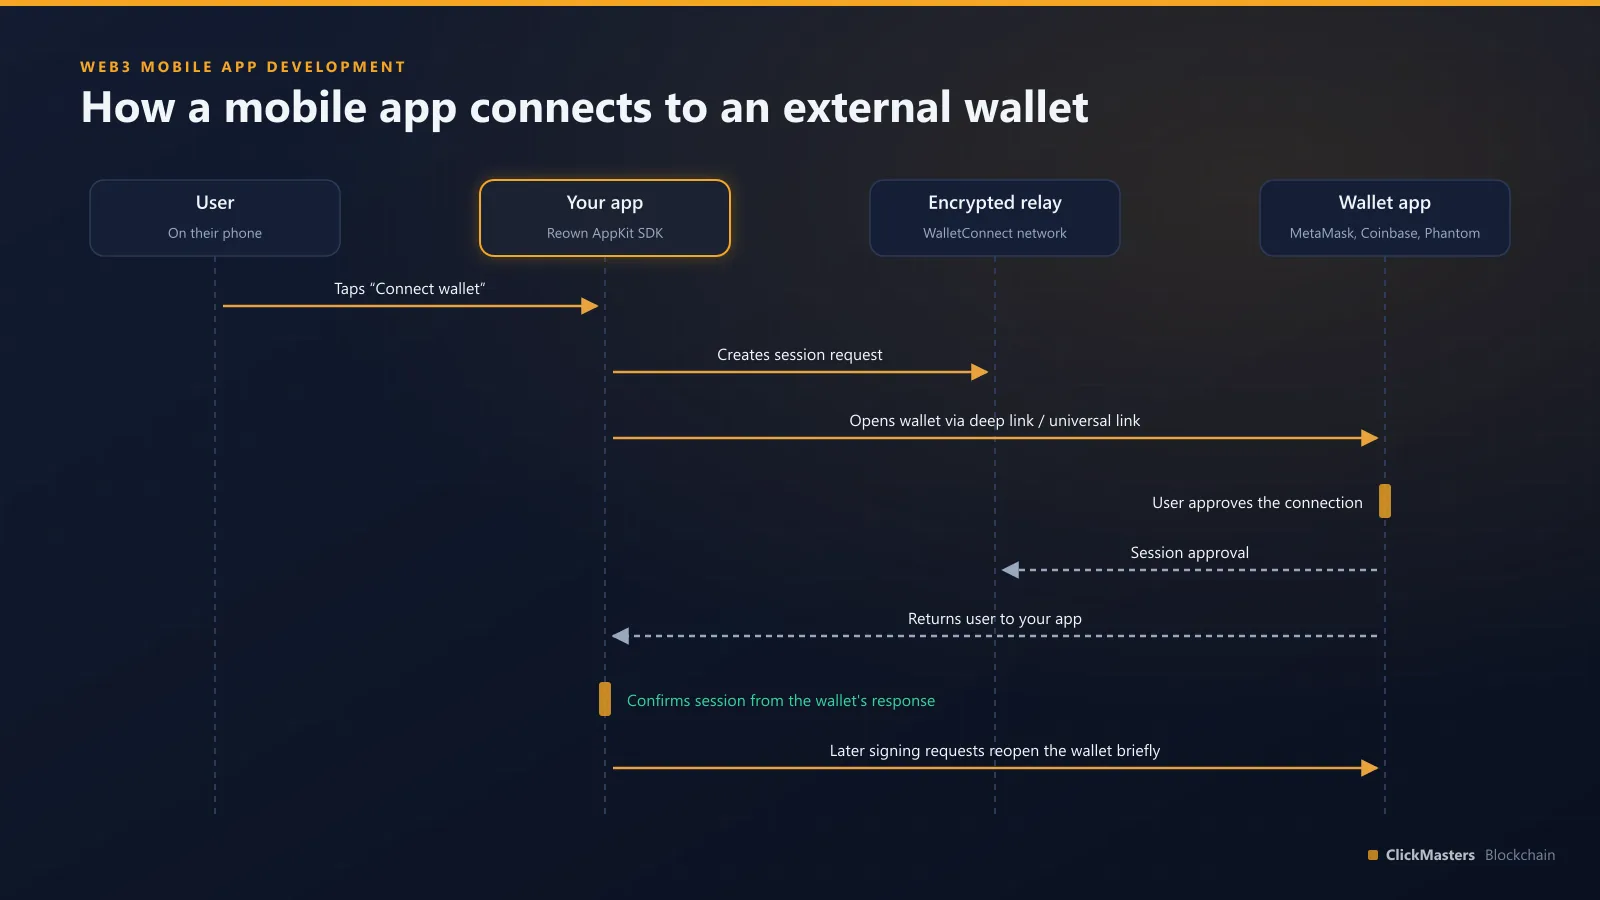 WEB3 MOBILE APP DEVELOPMENT
How a mobile app connects to an external wallet
User
On their phone
Your app
Reown AppKit SDK
Encrypted relay
WalletConnect network
Wallet app
MetaMask, Coinbase, Phantom
Taps “Connect wallet”
Creates session request
Opens wallet via deep link / universal link
User approves the connection
Session approval
Returns user to your app
Confirms session from the wallet's response
Later signing requests reopen the wallet briefly
ClickMasters Blockchain